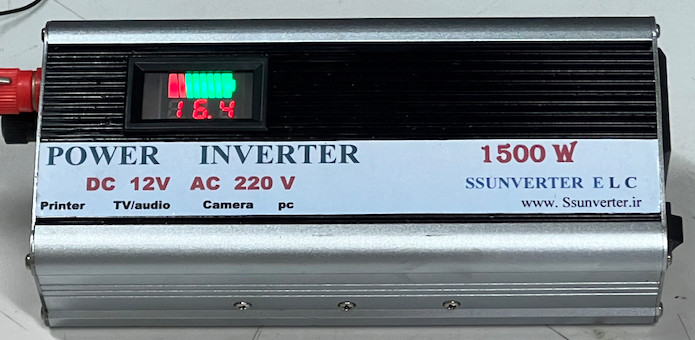 16.4
POWER INVERTER 1500 W
DC 12V AC 220 V SSUNVERTER E L C
Printer TV/audio Camera pc www. Ssunverter.ir